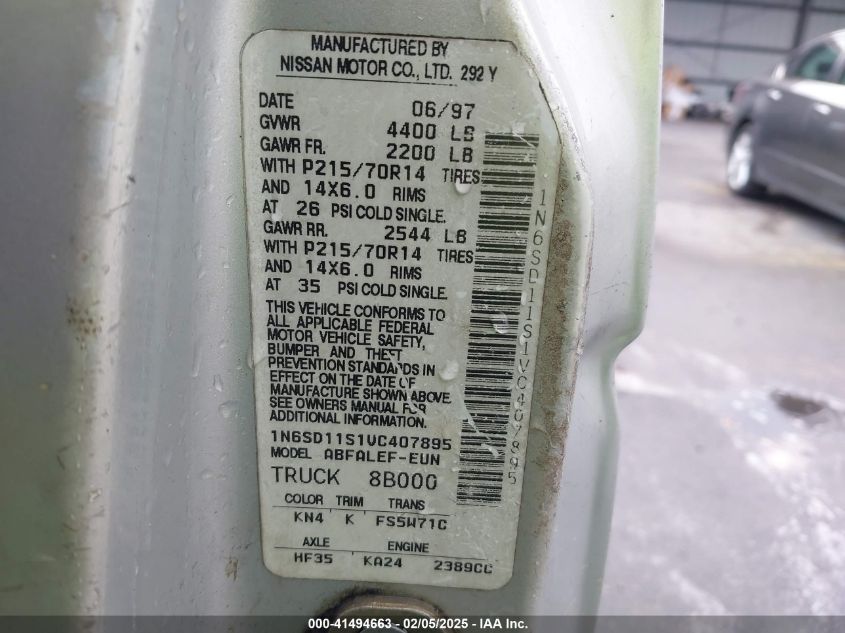 MANUFACTURED BY
NISSAN MOTOR CO., LTD. 292 Y
DATE 06/97
GVWR 4400 LB
GAWR FR. 2200 LB
WITH P215/70R14 TIRES
AND 14X6.0 RIMS
AT 26 PSI COLD SINGLE.
GAWR RR. 2544 LB
WITH P215/70R14 TIRES
AND 14X6.0 RIMS
AT 35 PSI COLD SINGLE.
THIS VEHICLE CONFORMS TO
ALL APPLICABLE FEDERAL
MOTOR VEHICLE SAFETY,
BUMPER AND THEFT
PREVENTION STANDARDS IN
EFFECT ON THE DATE OF
MANUFACTURE SHOWN ABOVE.
SEE OWNERS MANUAL FOR
ADDITIONAL INFORMATION.
1N6SD11S1VC407895
MODEL ABFALEF-EUN
TRUCK 8B000
COLOR TRIM TRANS
KN4 K FS5W71C
AXLE ENGINE
HF35 KA24 2389CC
1N6SD11S1VC407895
000-41494663 - 02/05/2025 - IAA Inc.